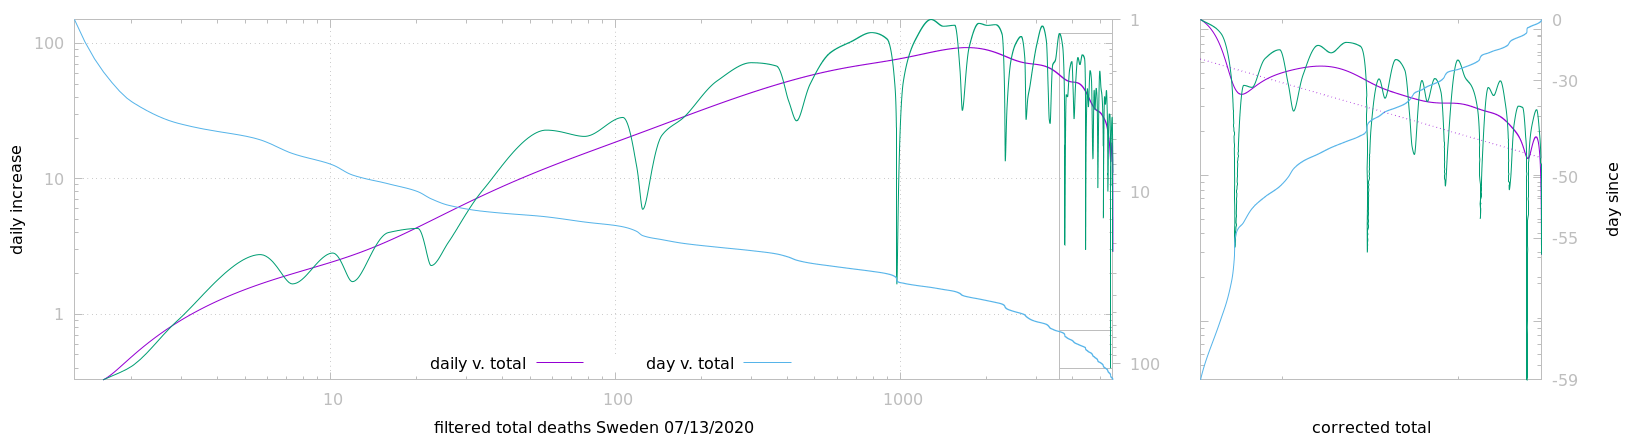 100
10
1
daily increase
10
100
1000
filtered total deaths Sweden 07/13/2020
daily v. total
day v. total
1
10
100
0
-30
-50
-55
-59
day since
corrected total